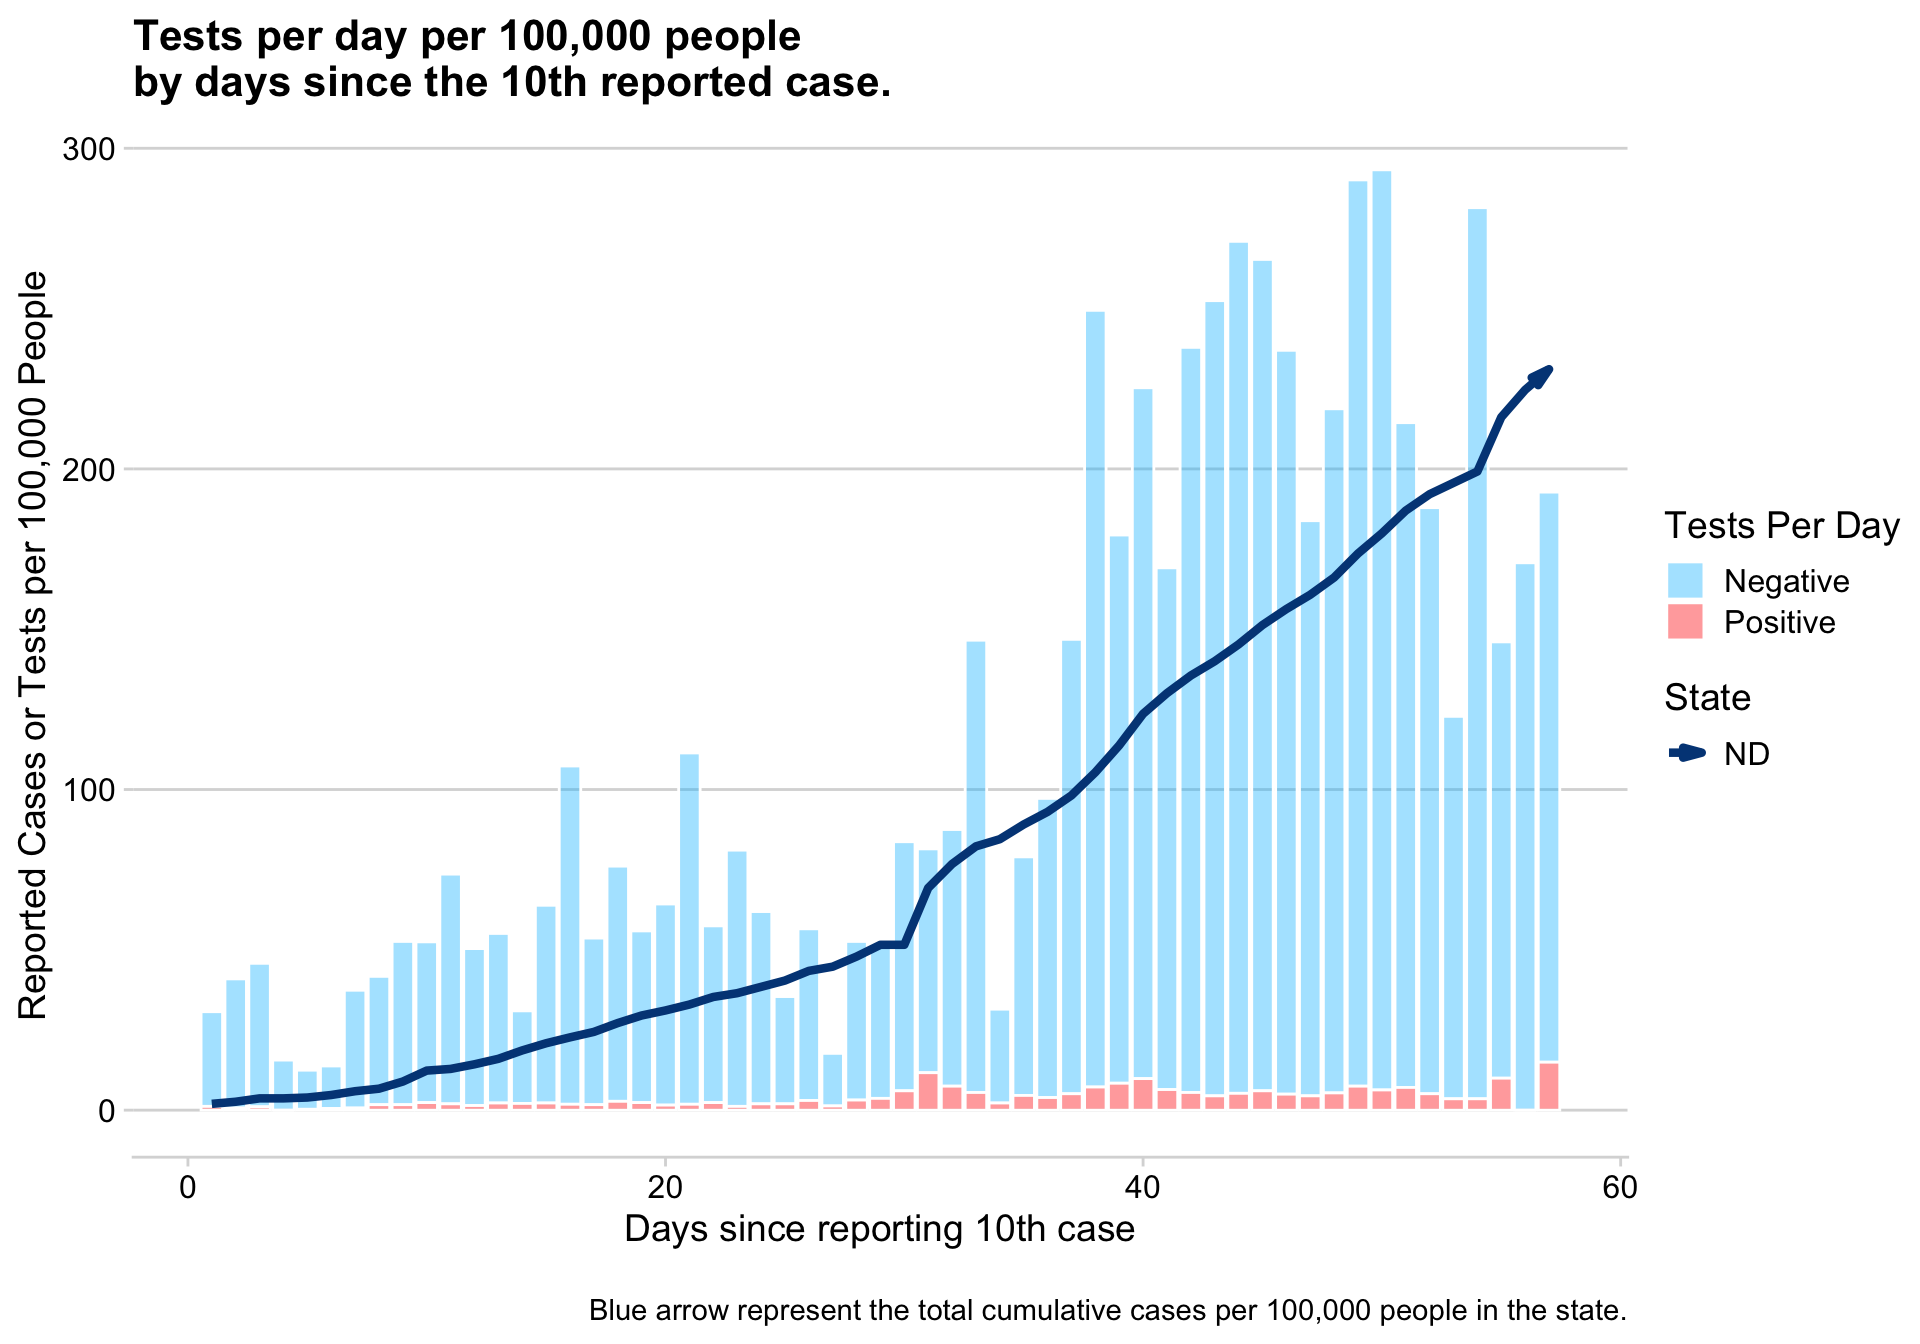 Tests per day per 100,000 people
by days since the 10th reported case.
Reported Cases or Tests per 100,000 People
300
200
100
0
0
20
40
60
Days since reporting 10th case
Tests Per Day
Negative
Positive
State
ND
Blue arrow represent the total cumulative cases per 100,000 people in the state.